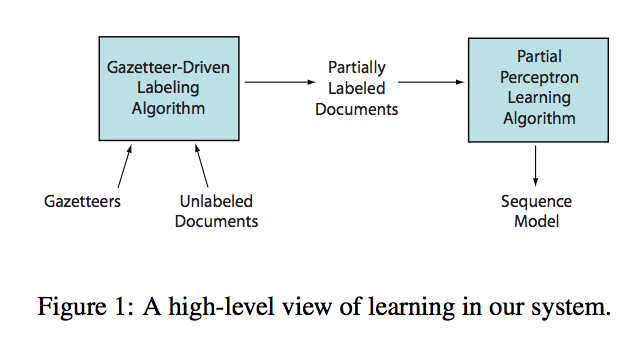 Gazetteer-Driven
Labeling
Algorithm
Partially
Labeled
Documents
Partial
Perceptron
Learning
Algorithm
Gazetteers
Unlabeled
Documents
Sequence
Model
Figure 1: A high-level view of learning in our system.